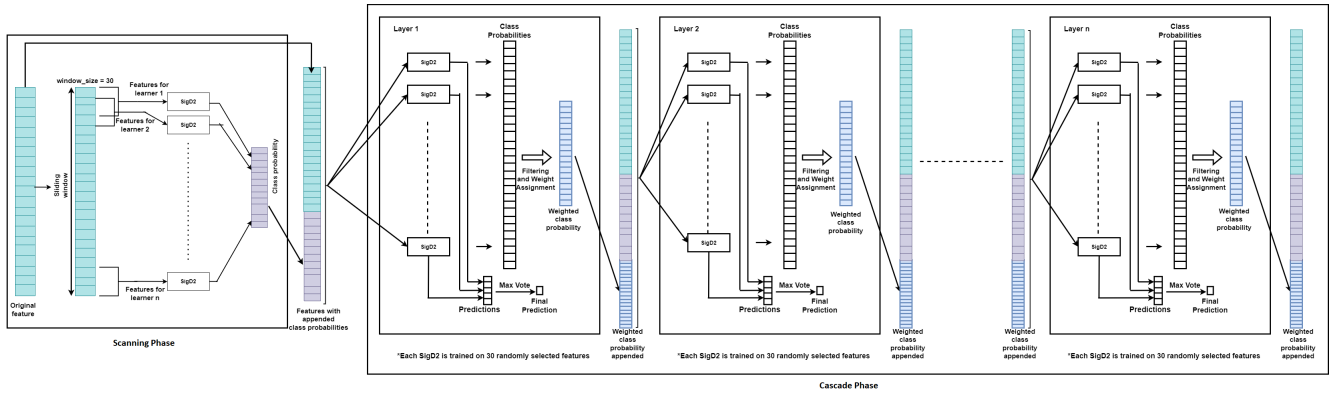 window_size = 30
Features for
learner 1
SigD2
Features for
learner 2
SigD2
Sliding
window
Class probability
Features for
learner n
SigD2
Original
feature
Features with
appended
class probabilities
Scanning Phase
Layer 1
Class
Probabilities
SigD2
SigD2
SigD2
Filtering
and Weight
Assignment
Weighted
class
probability
Max Vote
Predictions
Final
Prediction
Weighted
class
probability
appended
*Each SigD2 is trained on 30 randomly selected features
Layer 2
Class
Probabilities
SigD2
SigD2
SigD2
Filtering
and Weight
Assignment
Weighted
class
probability
Max Vote
Predictions
Final
Prediction
Weighted
class
probability
appended
*Each SigD2 is trained on 30 randomly selected features
Weighted
class
probability
appended
Layer n
Class
Probabilities
SigD2
SigD2
SigD2
Filtering
and Weight
Assignment
Weighted
class
probability
Max Vote
Predictions
Final
Prediction
Weighted
class
probability
appended
*Each SigD2 is trained on 30 randomly selected features
Cascade Phase